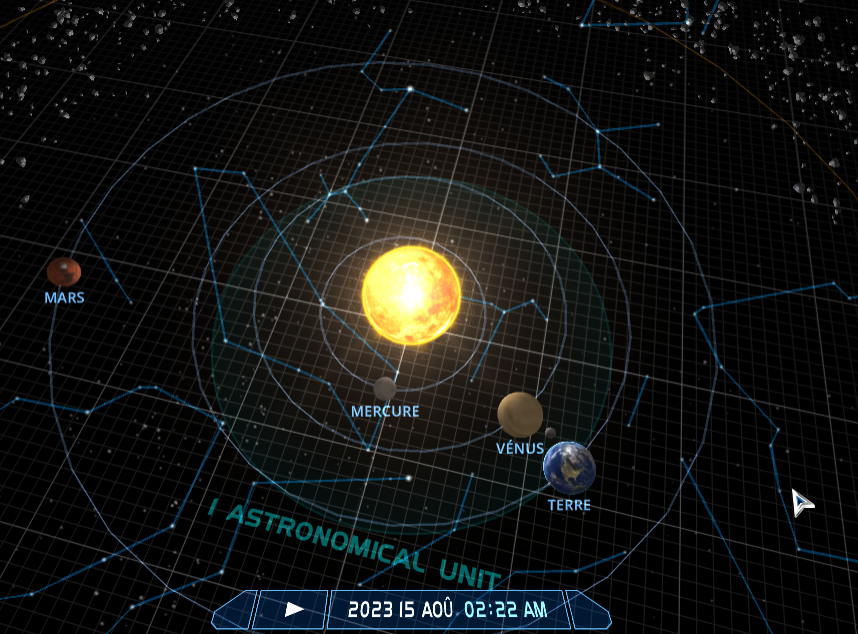 MARS
MERCURE
VÉNUS
TERRE
1 ASTRONOMICAL UNIT
2023 15 AOÛ 02:22 AM